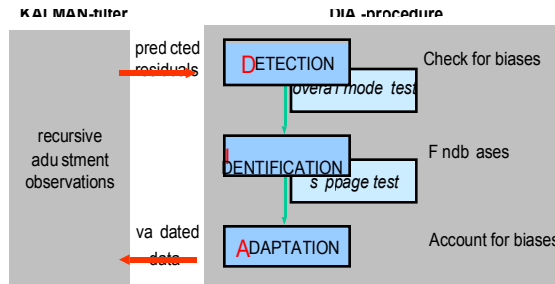 KALMAN-filter
DIA -procedure
pred cted
residuals
DETECTION
overal mode test
Check for biases
recursive
adu stment
observations
IDENTIFICATION
s ppage test
F ndb ases
va dated
data
ADAPTATION
Account for biases